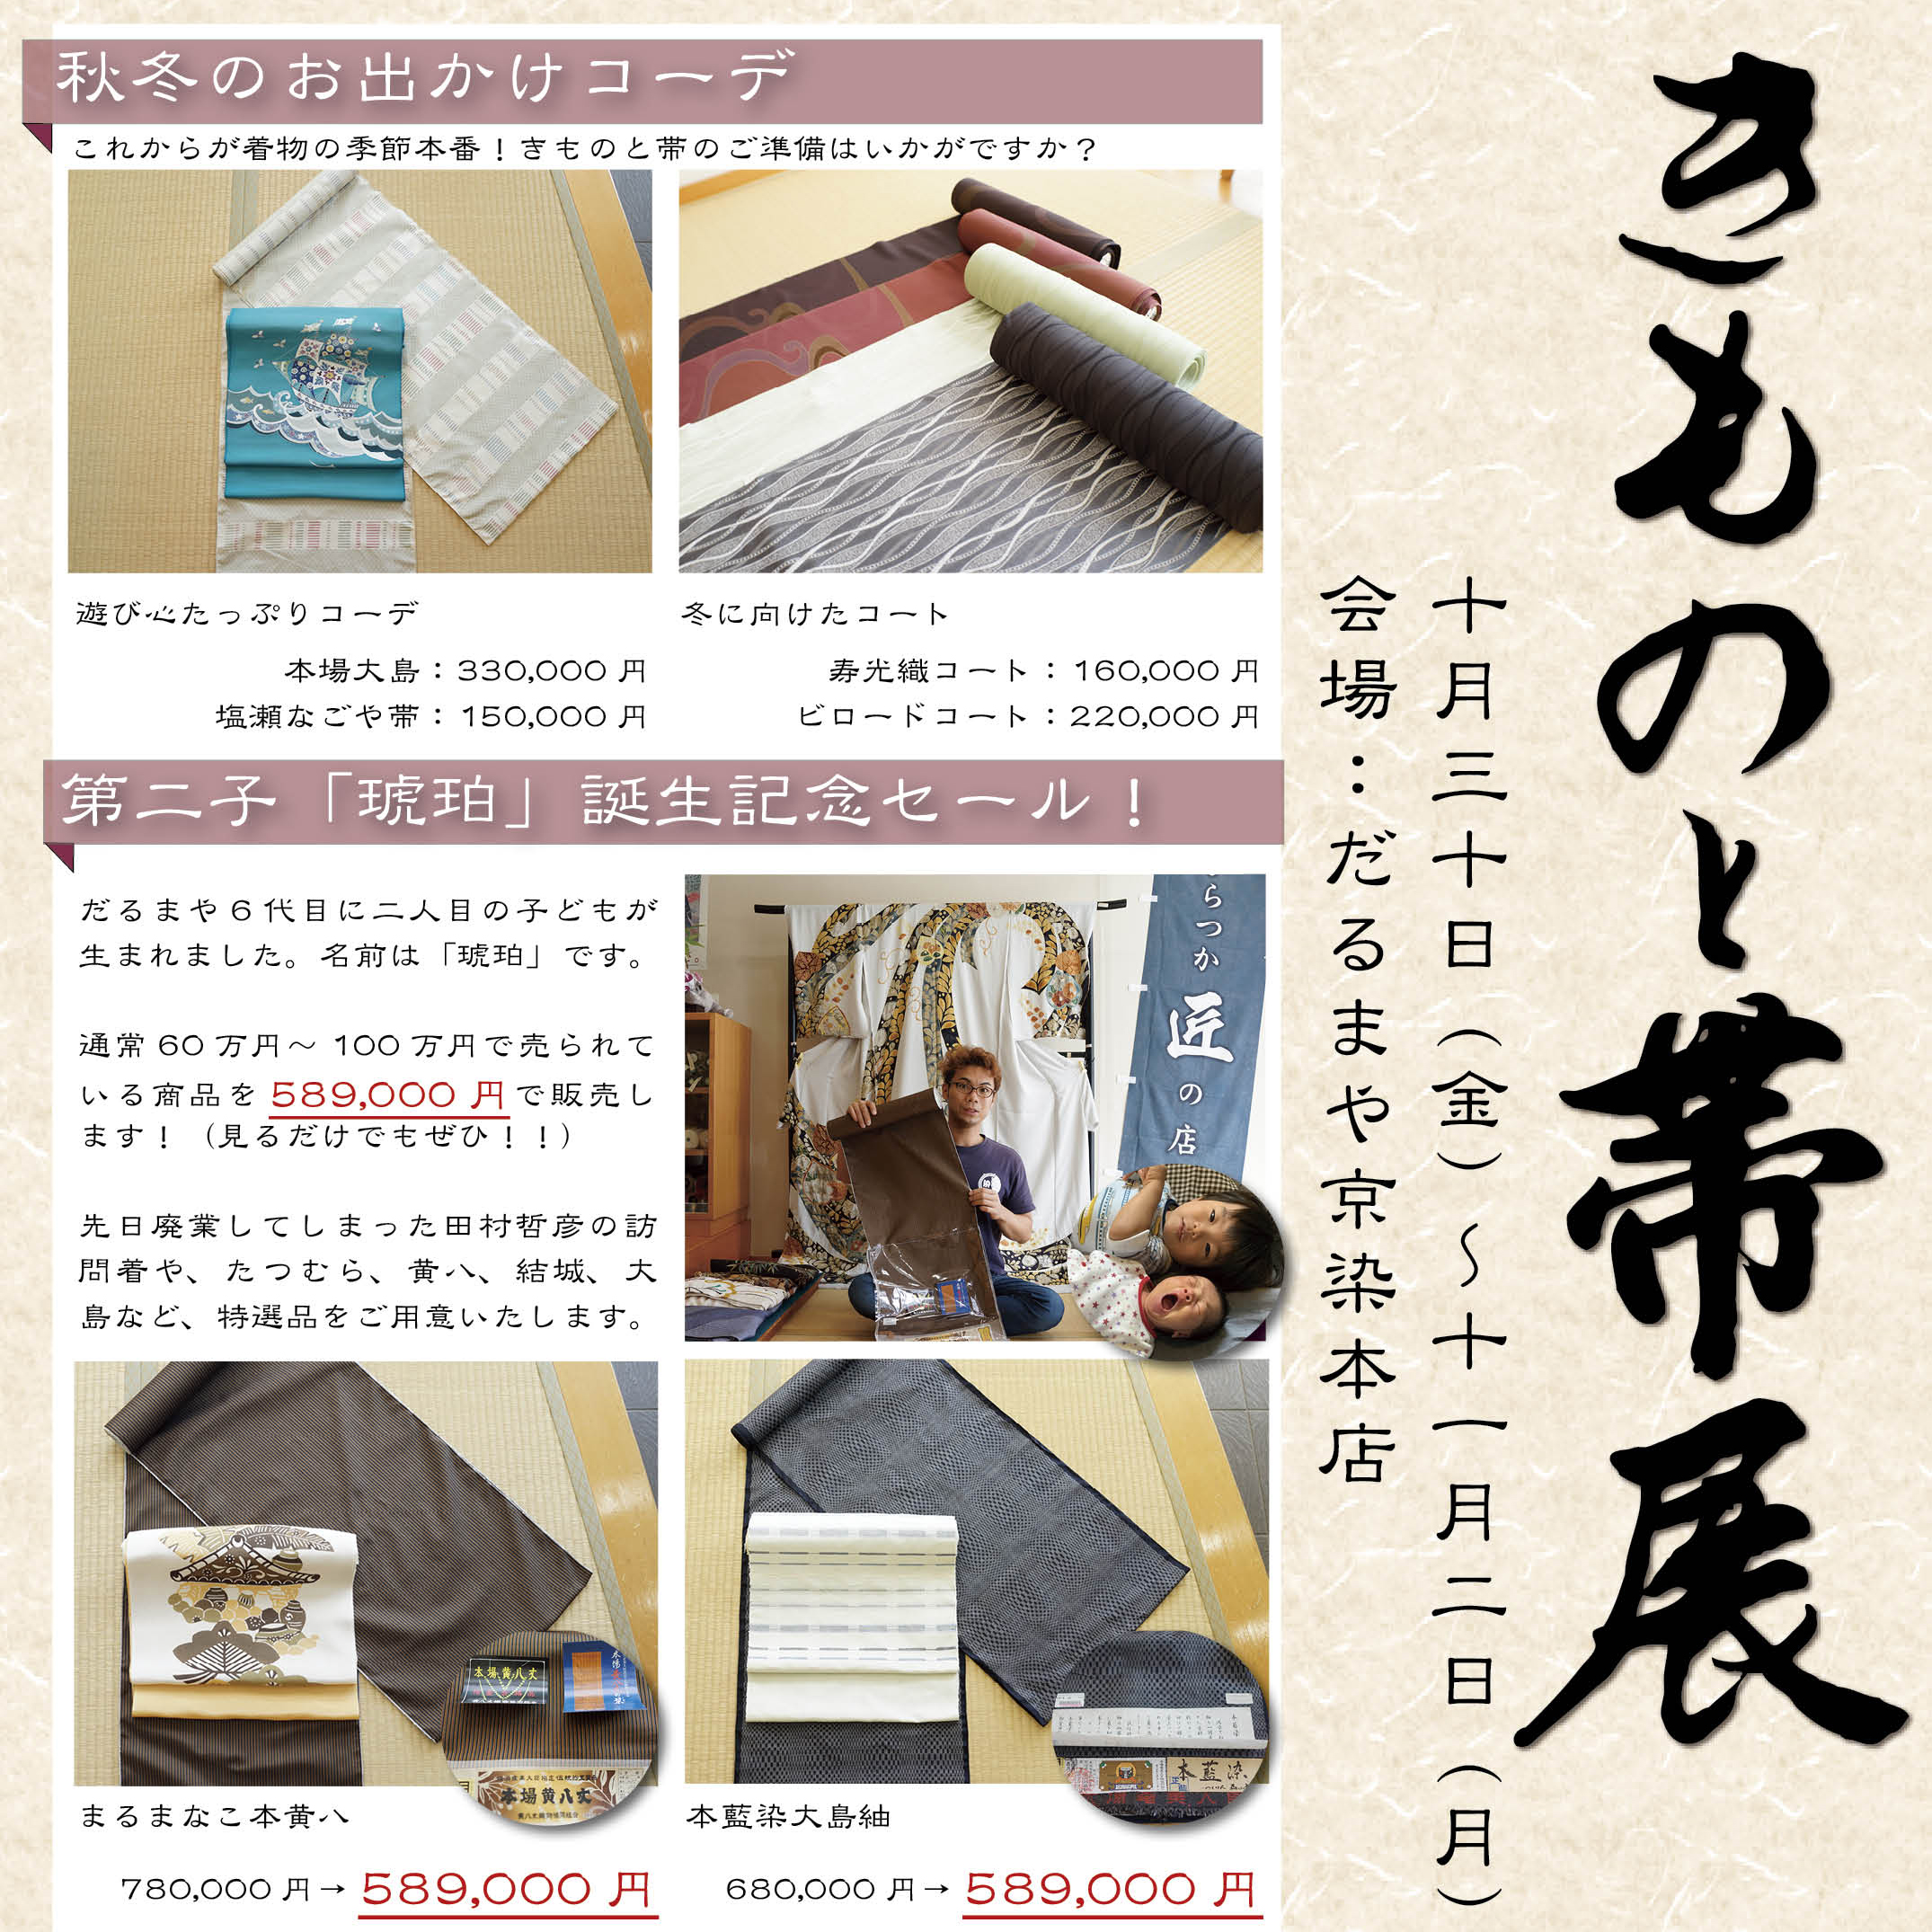 きものと帯展
十月三十日（金）～十一月二日（月）
会場：だるまや京染本店
秋冬のお出かけコーデ
これからが着物の季節本番！きものと帯のご準備はいかがですか？
遊び心たっぷりコーデ
本場大島：330,000 円
塩瀬なごや帯：150,000 円
冬に向けたコート
寿光織コート：160,000 円
ビロードコート：220,000 円
第二子「琥珀」誕生記念セール！
だるまや６代目に二人目の子どもが
生まれました。名前は「琥珀」です。
通常 60 万円～ 100 万円で売られて
いる商品を 589,000 円で販売し
ます！（見るだけでもぜひ！！）
先日廃業してしまった田村哲彦の訪
問着や、たつむら、黄八、結城、大
島など、特選品をご用意いたします。
らつか匠の店
本場黄八丈
本場黄八丈
まるまなこ本黄八
780,000 円→ 589,000 円
本藍染
本藍染大島紬
680,000 円→ 589,000 円